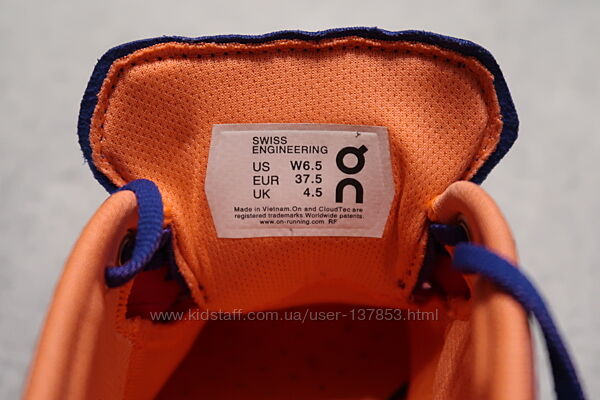 SWISS
ENGINEERING
US W6.5
EUR 37.5
UK 4.5
on
Made in Vietnam.On and CloudTec are
registered trademarks.Worldwide patents.
www.on-running.com RF
www.kidstaff.com.ua/user-137853.html